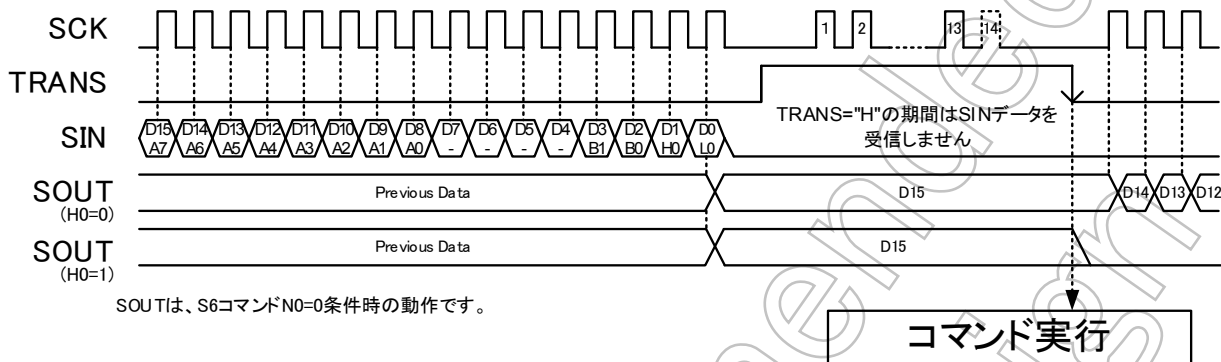 SCK
1 2 13 14
TRANS
TRANS="H"の期間はSINデータを
受信しません
SIN
D15 D14 D13 D12 D11 D10 D9 D8 D7 D6 D5 D4 D3 D2 D1 D0
A7 A6 A5 A4 A3 A2 A1 A0 - - - - B1 B0 H0 L0
SOUT
(H0=0)
Previous Data D15 D14 D13 D12
SOUT
(H0=1)
Previous Data D15
SOUTは、S6コマンドN0=0条件時の動作です。
コマンド実行